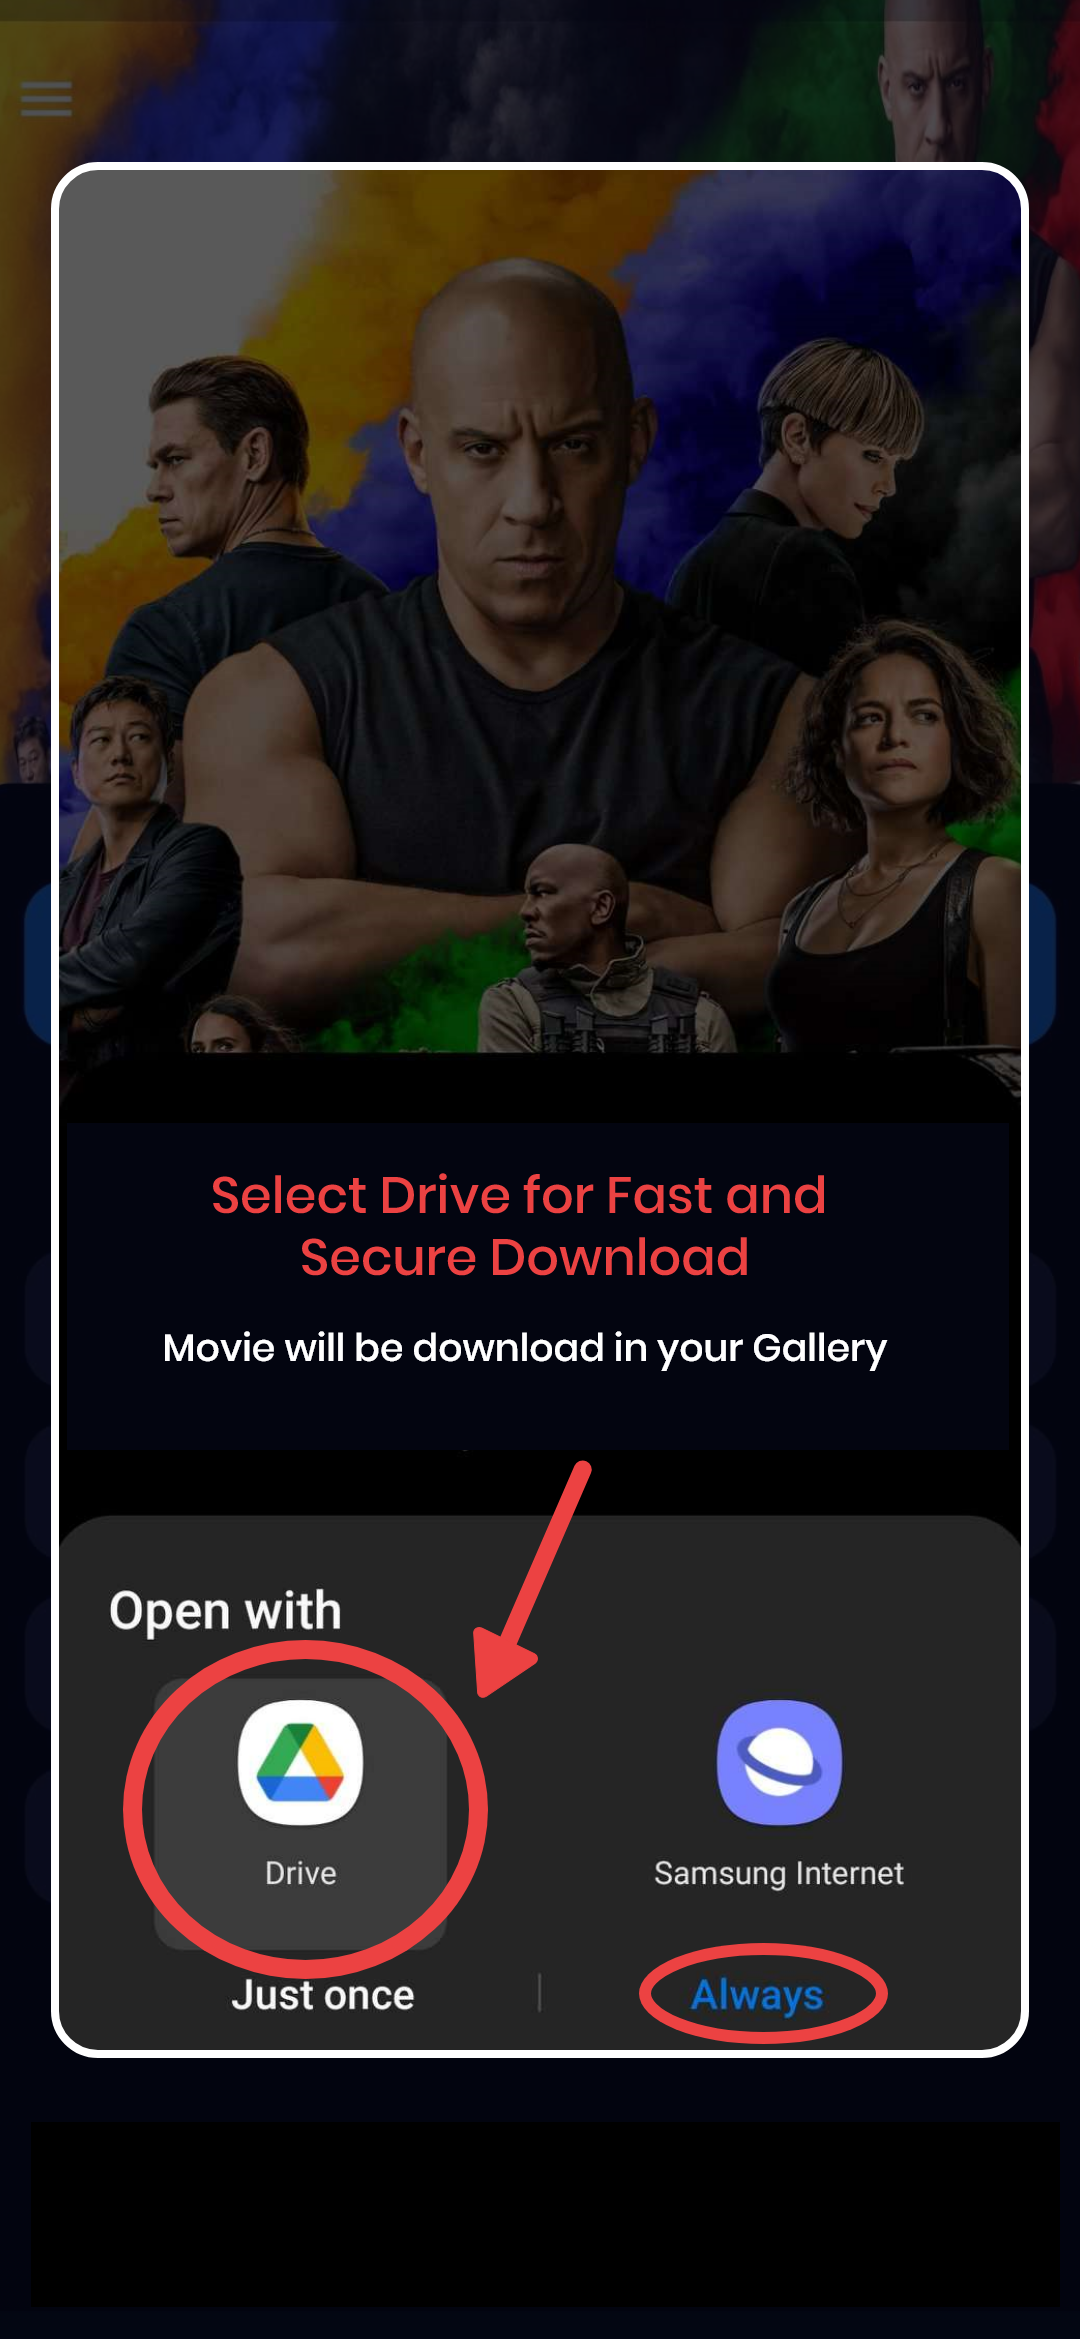 Select Drive for Fast and
Secure Download
Movie will be download in your Gallery
Open with
Drive
Samsung Internet
Just once
Always